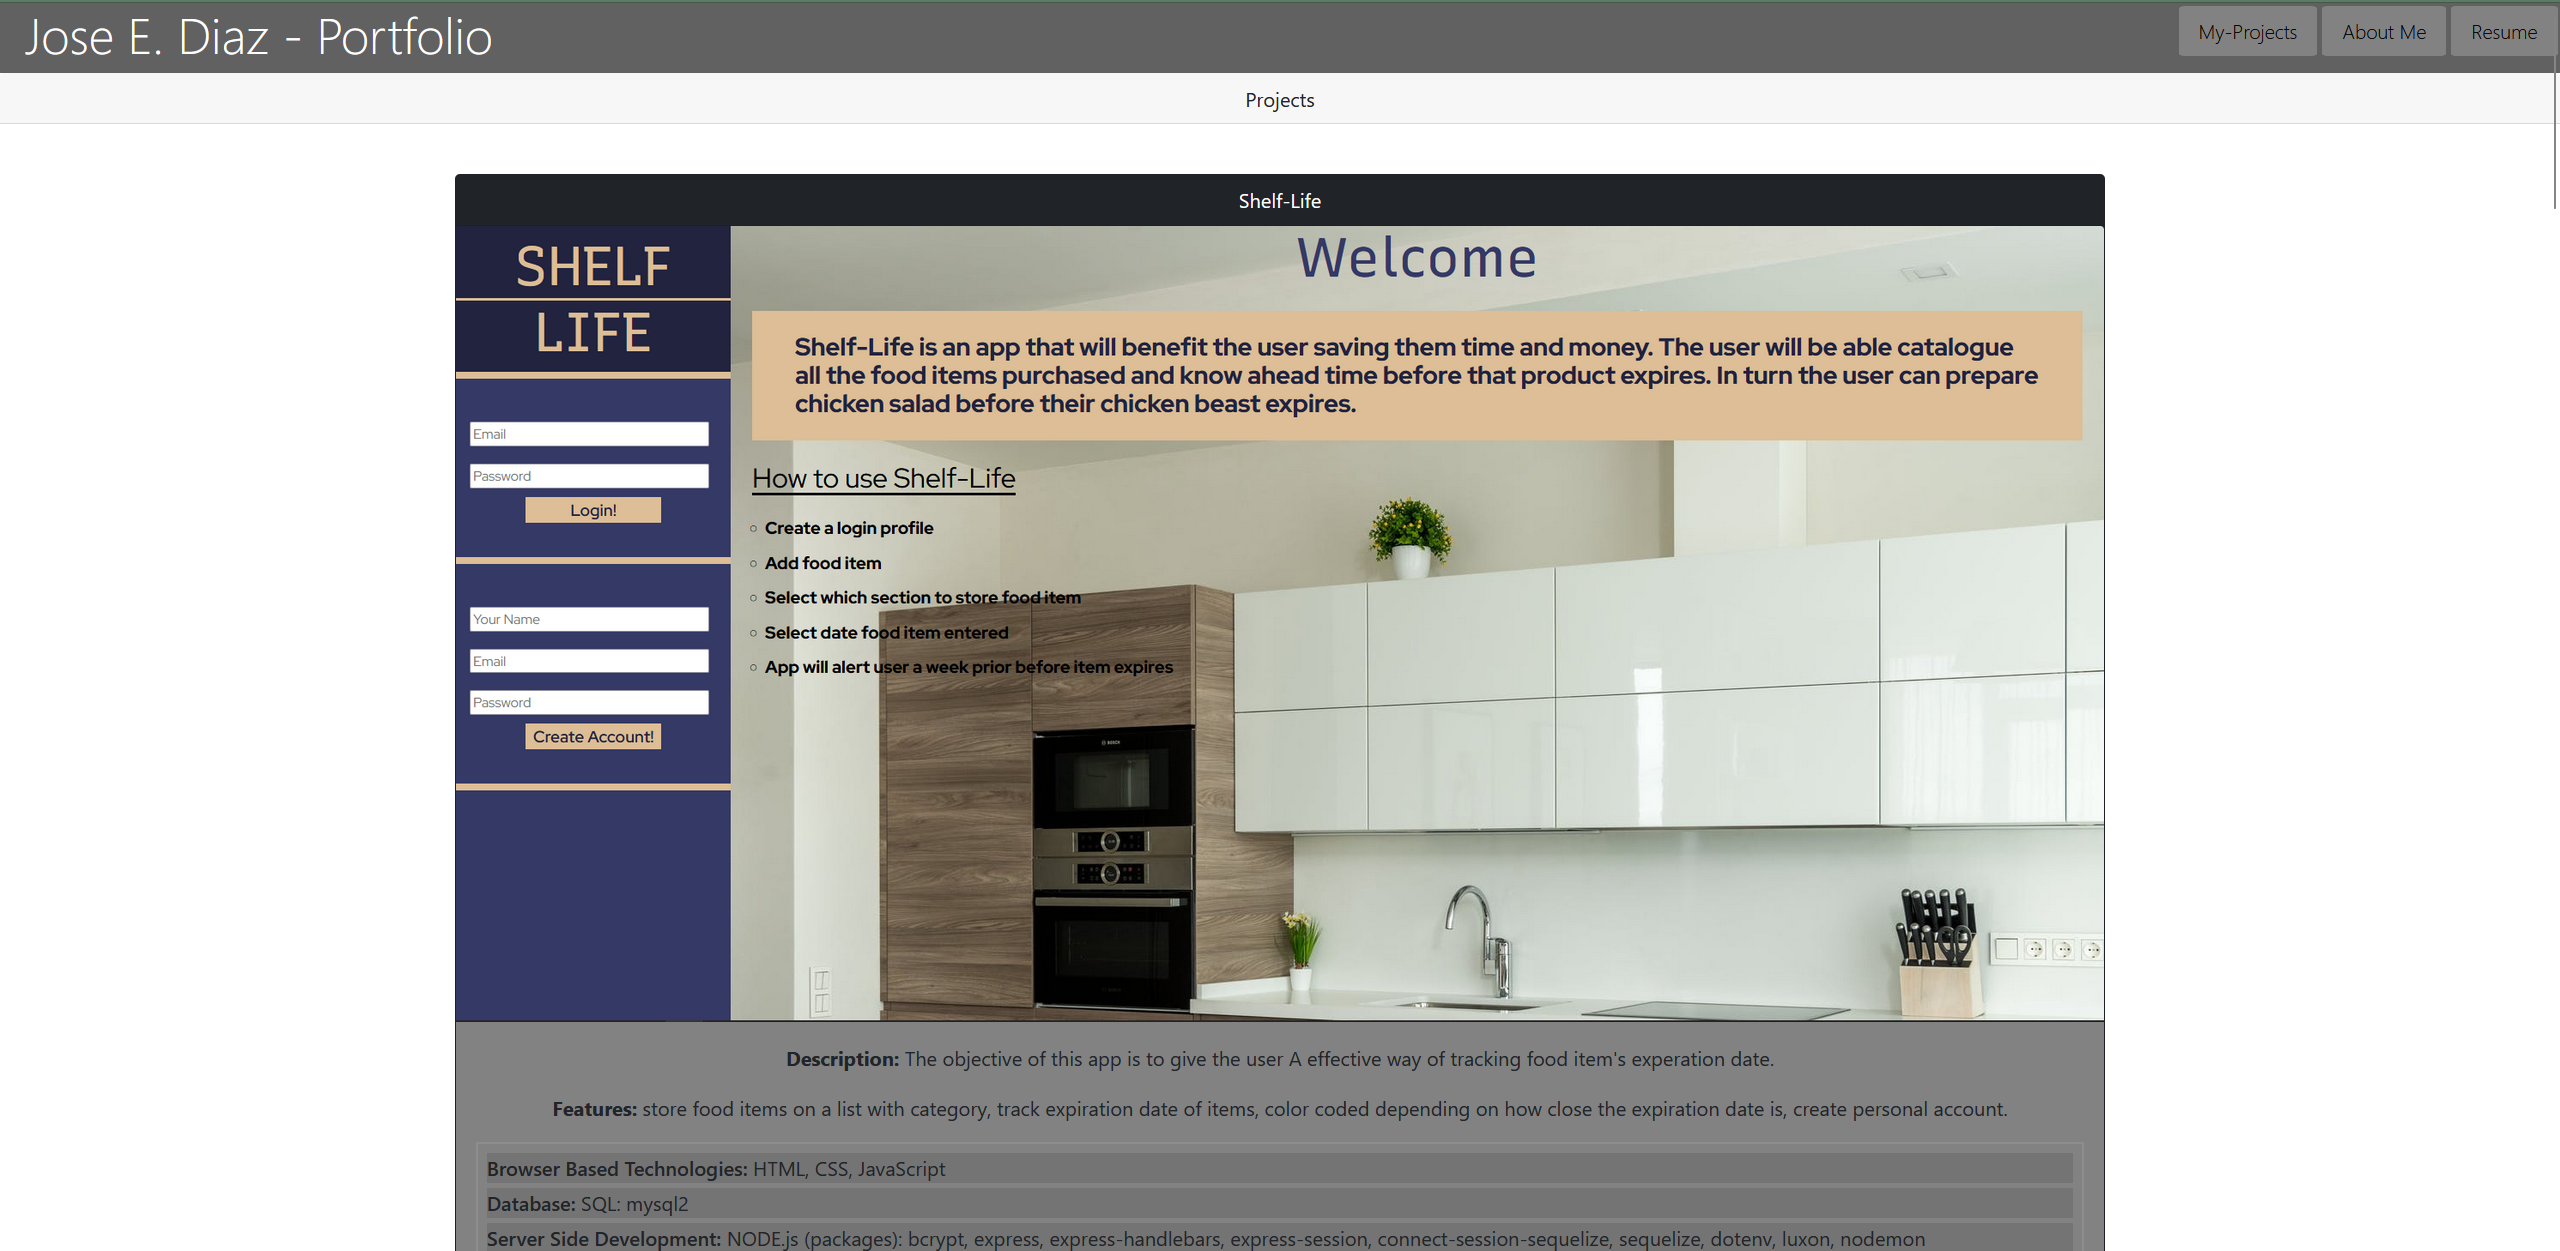 Jose E. Diaz - Portfolio
My-Projects
About Me
Resume
Projects
Shelf-Life
SHELF
LIFE
Email
Password
Login!
Your Name
Email
Password
Create Account!
Welcome
Shelf-Life is an app that will benefit the user saving them time and money. The user will be able catalogue
all the food items purchased and know ahead time before that product expires. In turn the user can prepare
chicken salad before their chicken beast expires.
How to use Shelf-Life
Create a login profile
Add food item
Select which section to store food item
Select date food item entered
App will alert user a week prior before item expires
BOSCH
Description: The objective of this app is to give the user A effective way of tracking food item's experation date.
Features: store food items on a list with category, track expiration date of items, color coded depending on how close the expiration date is, create personal account.
Browser Based Technologies: HTML, CSS, JavaScript
Database: SQL: mysql2
Server Side Development: NODE.js (packages): bcrypt, express, express-handlebars, express-session, connect-session-sequelize, sequelize, dotenv, luxon, nodemon